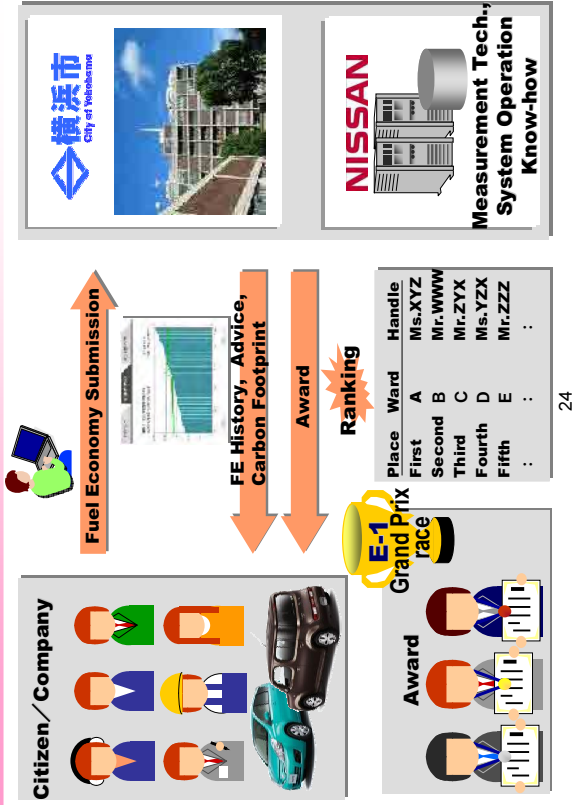 Citizen／Company
Fuel Economy Submission
横浜市
City of Yokohama
FE History, Advice,
Carbon Footprint
Award
NISSAN
Measurement Tech.,
System Operation
Know-how
Award
E-1
Grand Prix
race
Ranking
Place Ward Handle
First A Ms.XYZ
Second B Mr.WWW
Third C Mr.ZYX
Fourth D Ms.YZX
Fifth E Mr.ZZZ
: : :
24